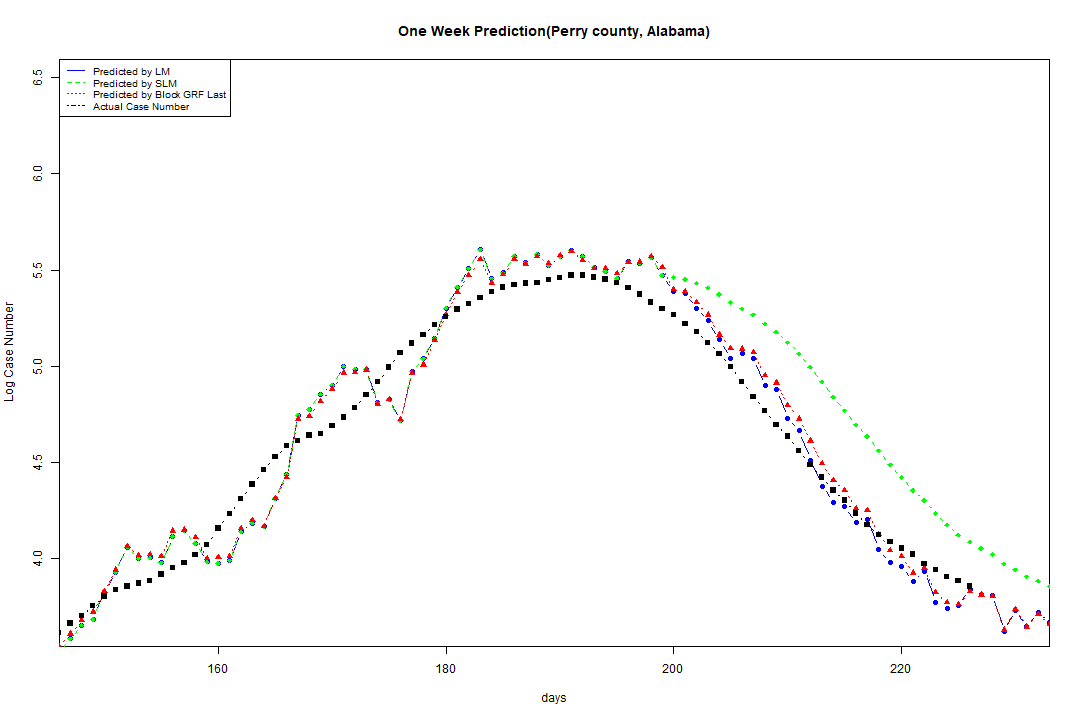 One Week Prediction(Perry county, Alabama)
Predicted by LM
Predicted by SLM
Predicted by Block GRF Last
Actual Case Number
6.5
6.0
5.5
5.0
4.5
4.0
Log Case Number
160 180 200 220
days